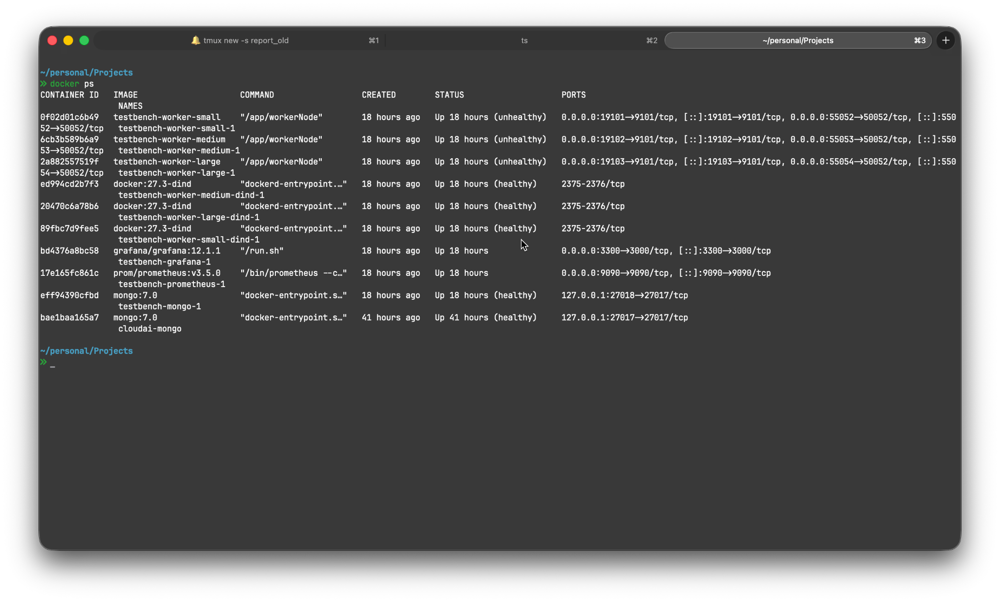 🔔 tmux new -s report_old ⌘1 ts ⌘2 ~/personal/Projects ⌘3 +
~/personal/Projects
» docker ps
CONTAINER ID   IMAGE                     COMMAND                  CREATED        STATUS                    PORTS
                NAMES
0f02d01c6b49   testbench-worker-small    "/app/workerNode"        18 hours ago   Up 18 hours (unhealthy)   0.0.0.0:19101->9101/tcp, [::]:19101->9101/tcp, 0.0.0.0:55052->50052/tcp, [::]:550
52->50052/tcp   testbench-worker-small-1
6cb3b589b6a9   testbench-worker-medium   "/app/workerNode"        18 hours ago   Up 18 hours (unhealthy)   0.0.0.0:19102->9101/tcp, [::]:19102->9101/tcp, 0.0.0.0:55053->50052/tcp, [::]:550
53->50052/tcp   testbench-worker-medium-1
2a882557519f   testbench-worker-large    "/app/workerNode"        18 hours ago   Up 18 hours (unhealthy)   0.0.0.0:19103->9101/tcp, [::]:19103->9101/tcp, 0.0.0.0:55054->50052/tcp, [::]:550
54->50052/tcp   testbench-worker-large-1
ed994cd2b7f3   docker:27.3-dind          "dockerd-entrypoint.…"   18 hours ago   Up 18 hours (healthy)     2375-2376/tcp
                testbench-worker-medium-dind-1
20470c6a78b6   docker:27.3-dind          "dockerd-entrypoint.…"   18 hours ago   Up 18 hours (healthy)     2375-2376/tcp
                testbench-worker-large-dind-1
89fbc7d9fee5   docker:27.3-dind          "dockerd-entrypoint.…"   18 hours ago   Up 18 hours (healthy)     2375-2376/tcp
                testbench-worker-small-dind-1
bd4376a8bc58   grafana/grafana:12.1.1    "/run.sh"                18 hours ago   Up 18 hours               0.0.0.0:3300->3000/tcp, [::]:3300->3000/tcp
                testbench-grafana-1
17e165fc861c   prom/prometheus:v3.5.0    "/bin/prometheus --c…"   18 hours ago   Up 18 hours               0.0.0.0:9090->9090/tcp, [::]:9090->9090/tcp
                testbench-prometheus-1
eff94390cfbd   mongo:7.0                 "docker-entrypoint.s…"   18 hours ago   Up 18 hours (healthy)     127.0.0.1:27018->27017/tcp
                testbench-mongo-1
bae1baa165a7   mongo:7.0                 "docker-entrypoint.s…"   41 hours ago   Up 41 hours (healthy)     127.0.0.1:27017->27017/tcp
                cloudai-mongo
~/personal/Projects
» _